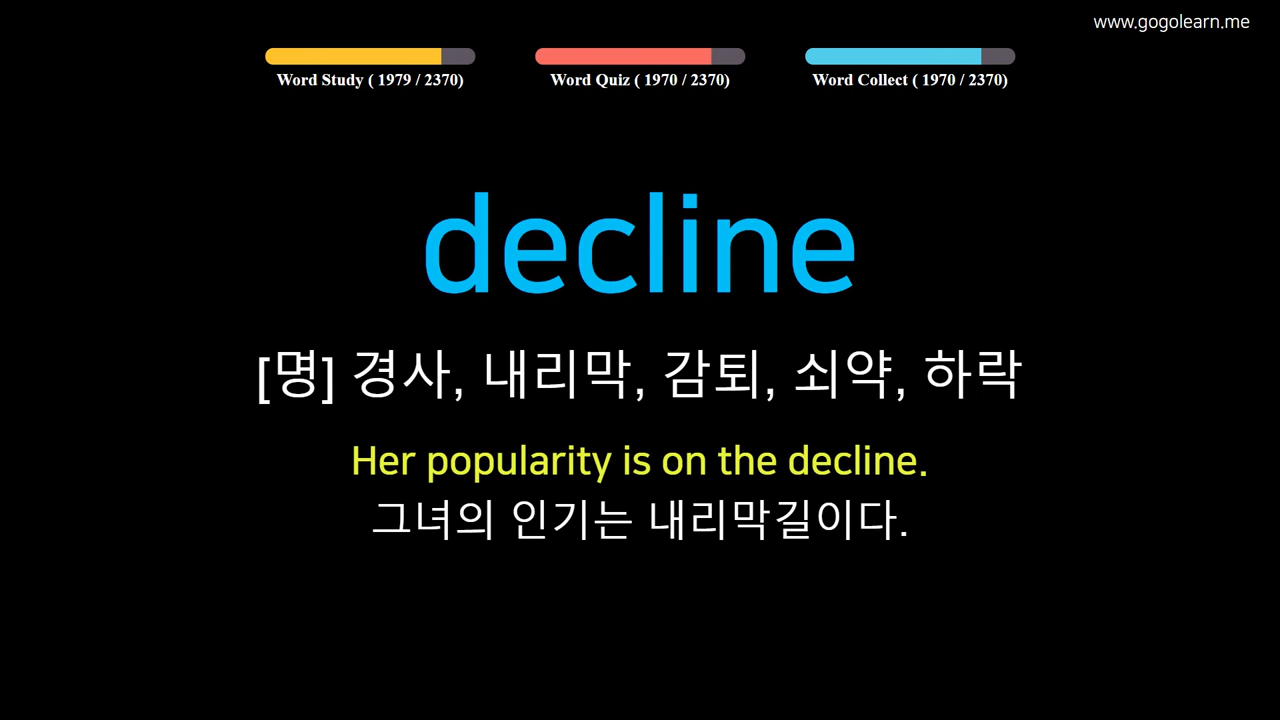 www.gogolearn.me
Word Study ( 1979 / 2370)
Word Quiz ( 1970 / 2370)
Word Collect ( 1970 / 2370)
decline
[명] 경사, 내리막, 감퇴, 쇠약, 하락
Her popularity is on the decline.
그녀의 인기는 내리막길이다.